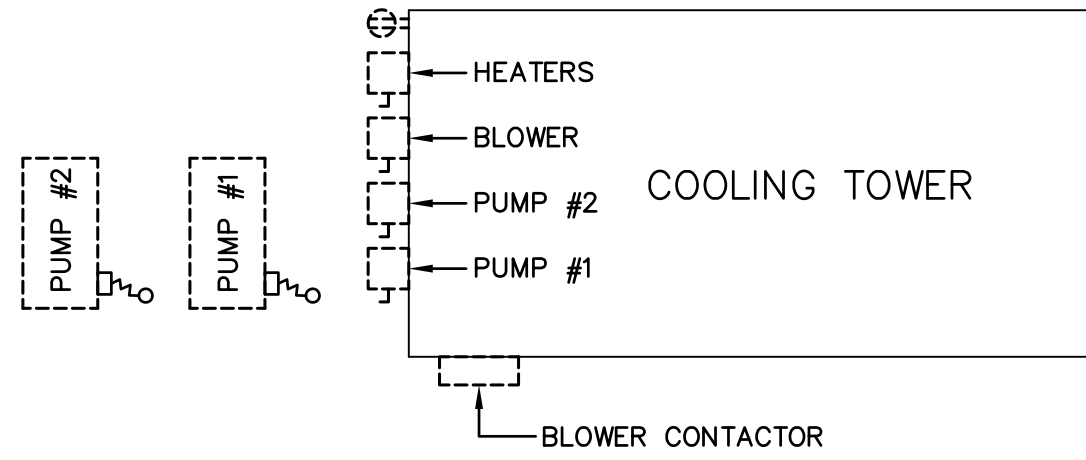 HEATERS
BLOWER
PUMP #2
PUMP #1
COOLING TOWER
PUMP #2
PUMP #1
BLOWER CONTACTOR